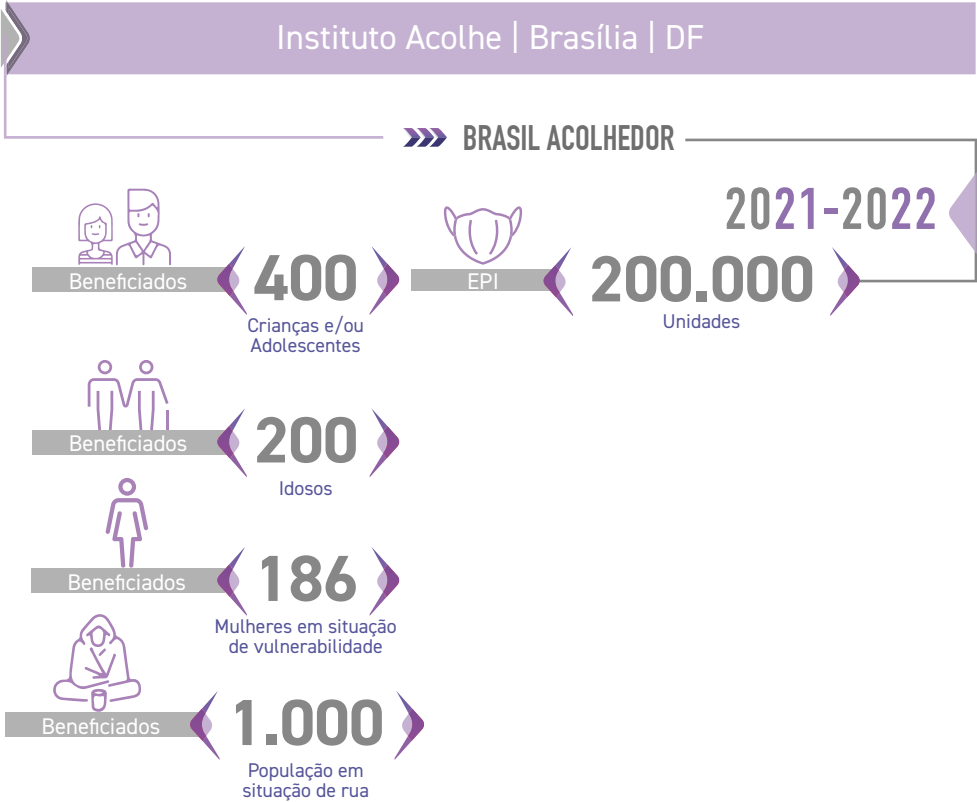 Instituto Acolhe | Brasília | DF
BRASIL ACOLHEDOR
2021-2022
Beneficiados
400
Crianças e/ou
Adolescentes
EPI
200.000
Unidades
Beneficiados
200
Idosos
Beneficiados
186
Mulheres em situação
de vulnerabilidade
Beneficiados
1.000
População em
situação de rua